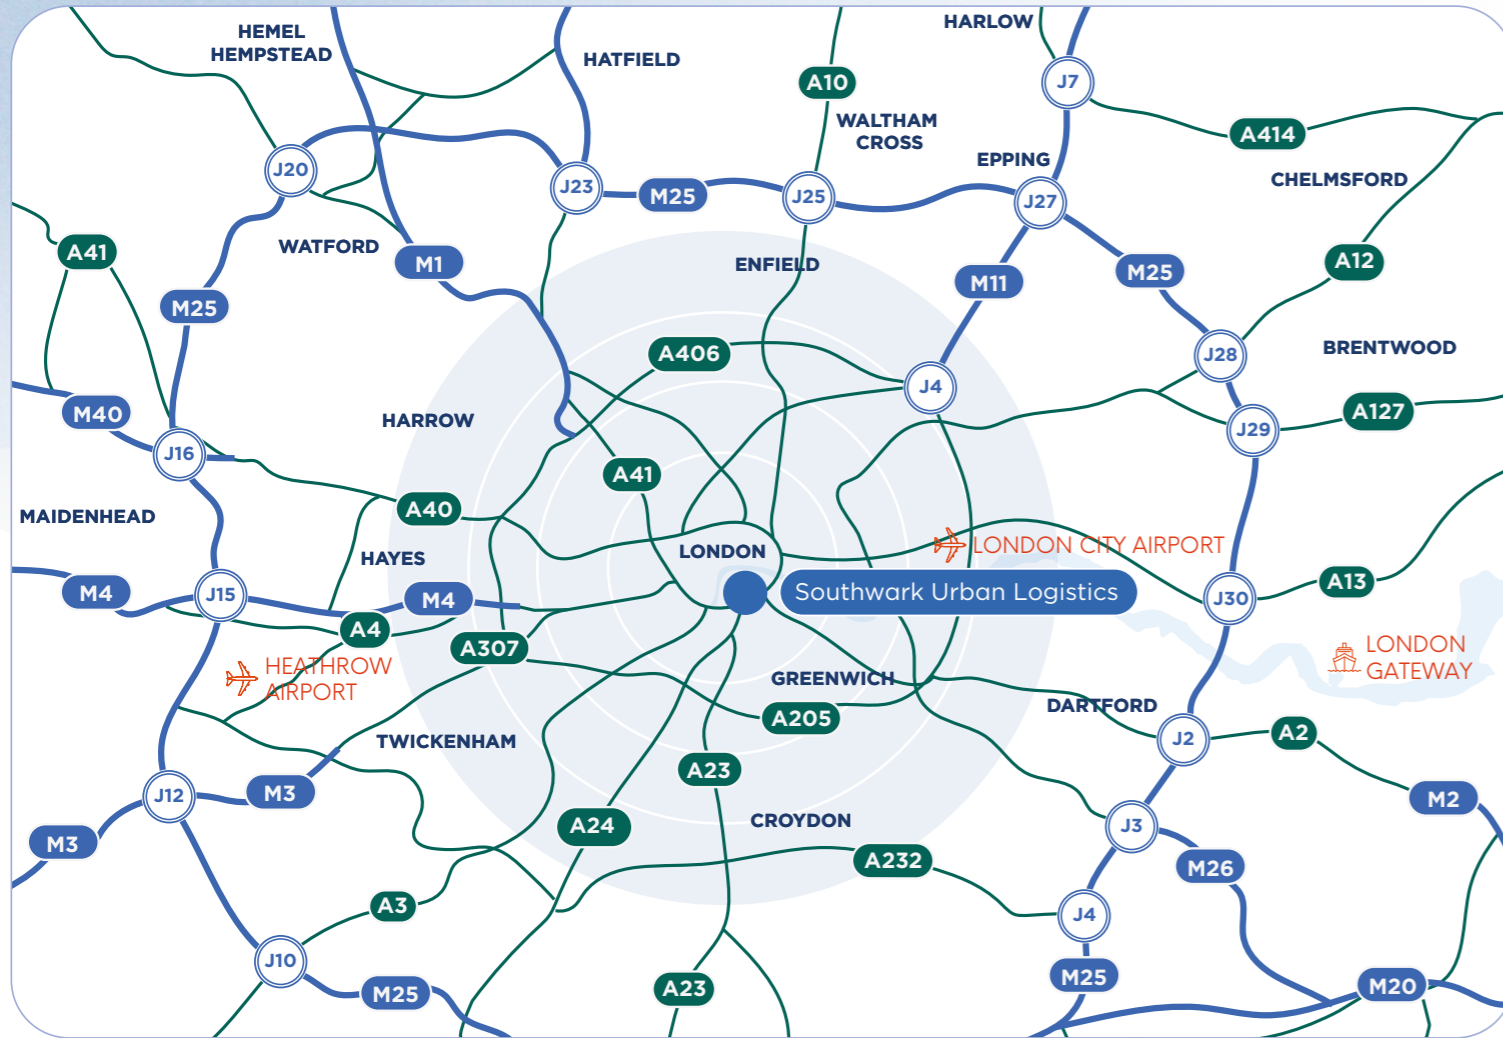 HARLOW
HEMEL
HEMPSTEAD
HATFIELD
A10
J7
WALTHAM
CROSS
A414
EPPING
J20
J23
M25
J25
J27
CHELMSFORD
WATFORD
A41
M1
ENFIELD
M11
M25
A12
M25
A406
J28
BRENTWOOD
J4
M40
HARROW
A127
J29
J16
A41
A40
MAIDENHEAD
HAYES
LONDON
LONDON CITY AIRPORT
M4
J15
M4
Southwark Urban Logistics
J30
A13
A4
A307
HEATHROW
AIRPORT
LONDON
GATEWAY
GREENWICH
DARTFORD
A205
TWICKENHAM
A23
J2
A2
J12
M3
M2
M3
A24
CROYDON
J3
A232
M26
A3
J4
J10
M25
A23
M25
M20